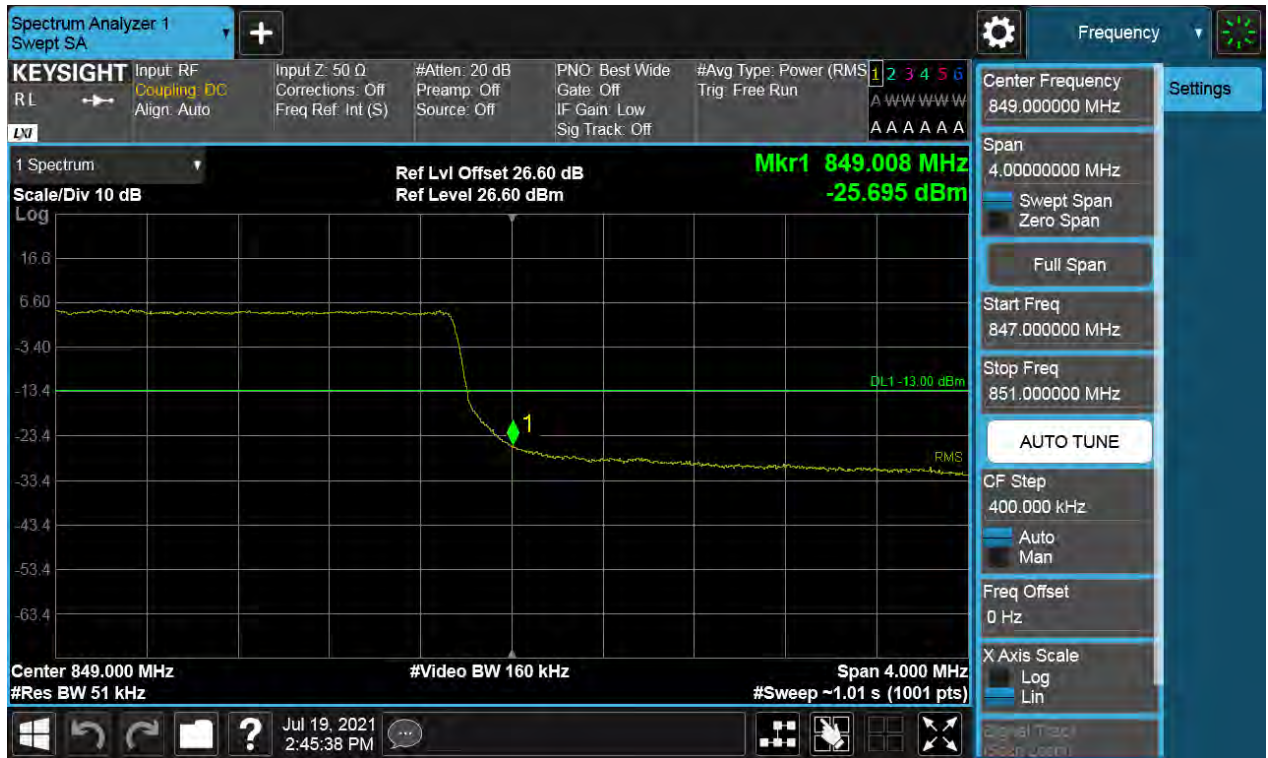 Spectrum Analyzer 1
Swept SA
+
Frequency
KEYSIGHT
RL
LXI
Input: RF
Coupling: DC
Align: Auto
Input Z: 50 Ω
Corrections: Off
Freq Ref: Int (S)
#Atten: 20 dB
Preamp: Off
Source: Off
PNO: Best Wide
Gate: Off
IF Gain: Low
Sig Track: Off
#Avg Type: Power (RMS
Trig: Free Run
1 2 3 4 5 6
A W W W W W
A A A A A A
1 Spectrum
Scale/Div 10 dB
Log
Ref Lvl Offset 26.60 dB
Ref Level 26.60 dBm
Mkr1 849.008 MHz
-25.695 dBm
16.6
6.60
-3.40
-13.4
-23.4
-33.4
-43.4
-53.4
-63.4
DL1 -13.00 dBm
1
RMS
Center 849.000 MHz
#Res BW 51 kHz
#Video BW 160 kHz
Span 4.000 MHz
#Sweep ~1.01 s (1001 pts)
Center Frequency
849.000000 MHz
Settings
Span
4.00000000 MHz
Swept Span
Zero Span
Full Span
Start Freq
847.000000 MHz
Stop Freq
851.000000 MHz
AUTO TUNE
CF Step
400.000 kHz
Auto
Man
Freq Offset
0 Hz
X Axis Scale
Log
Lin
Signal Track
(Span Zoom)
?
Jul 19, 2021
2:45:38 PM